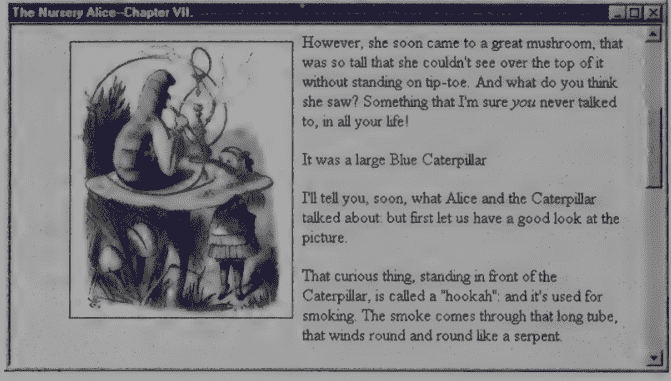 The Nursery Alice--Chapter VII.
However, she soon came to a great mushroom, that
was so tall that she couldn't see over the top of it
without standing on tip-toe. And what do you think
she saw? Something that I'm sure you never talked
to, in all your life!
It was a large Blue Caterpillar
I'll tell you, soon, what Alice and the Caterpillar
talked about: but first let us have a good look at the
picture.
That curious thing, standing in front of the
Caterpillar, is called a "hookah": and it's used for
smoking. The smoke comes through that long tube,
that winds round and round like a serpent.